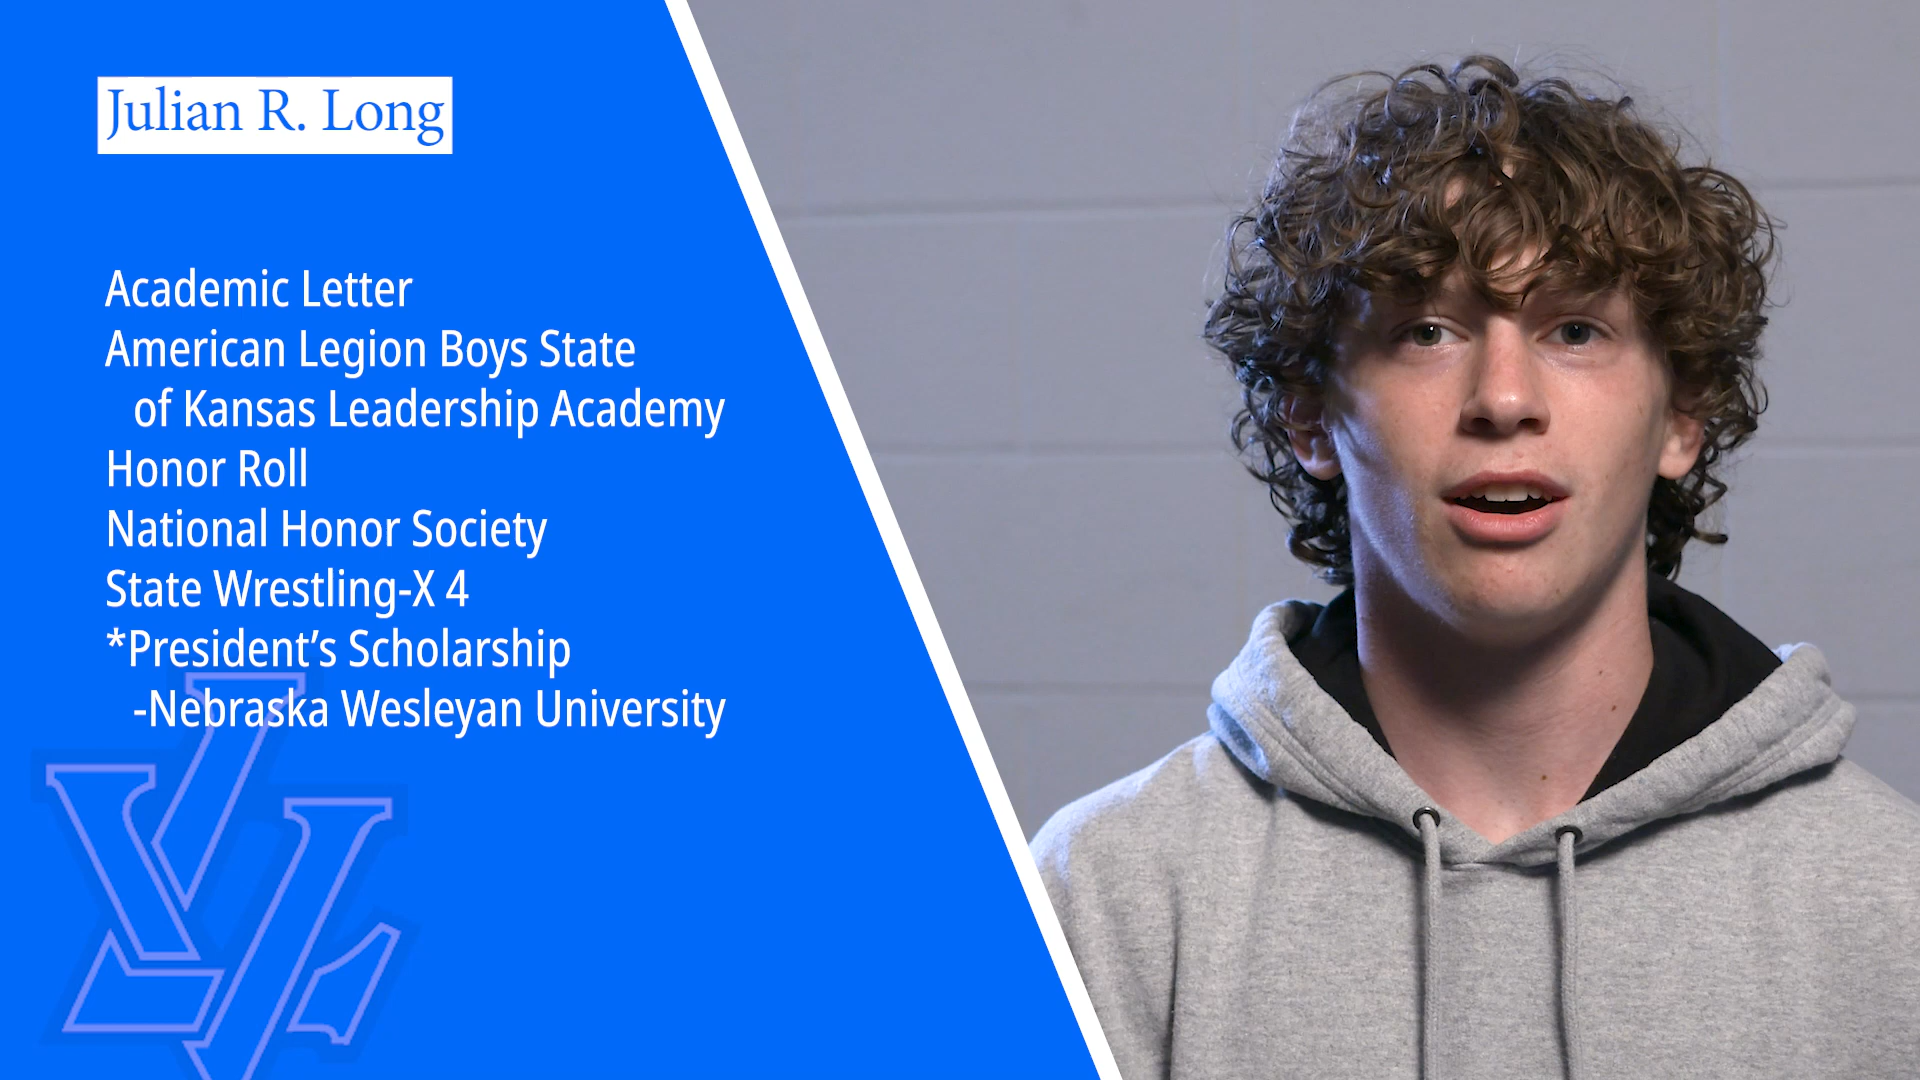 Julian R. Long
Academic Letter
American Legion Boys State
of Kansas Leadership Academy
Honor Roll
National Honor Society
State Wrestling-X 4
*President’s Scholarship
-Nebraska Wesleyan University